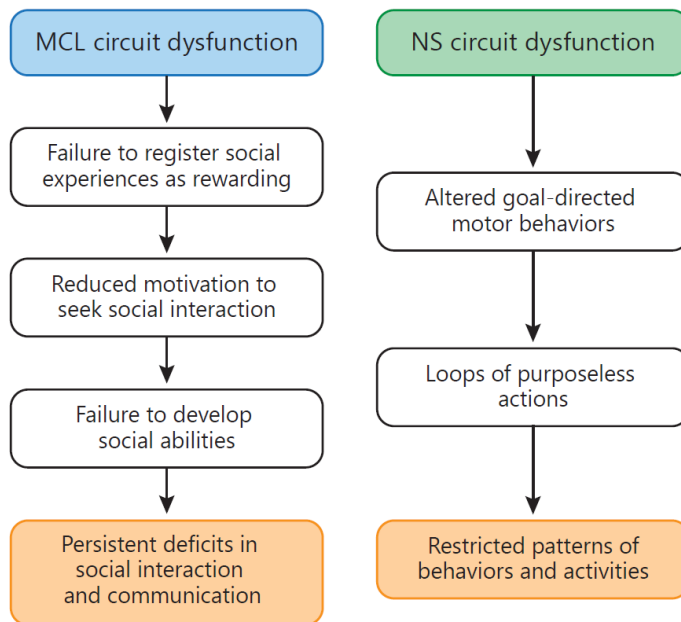 MCL circuit dysfunction
Failure to register social
experiences as rewarding
Reduced motivation to
seek social interaction
Failure to develop
social abilities
Persistent deficits in
social interaction
and communication
NS circuit dysfunction
Altered goal-directed
motor behaviors
Loops of purposeless
actions
Restricted patterns of
behaviors and activities